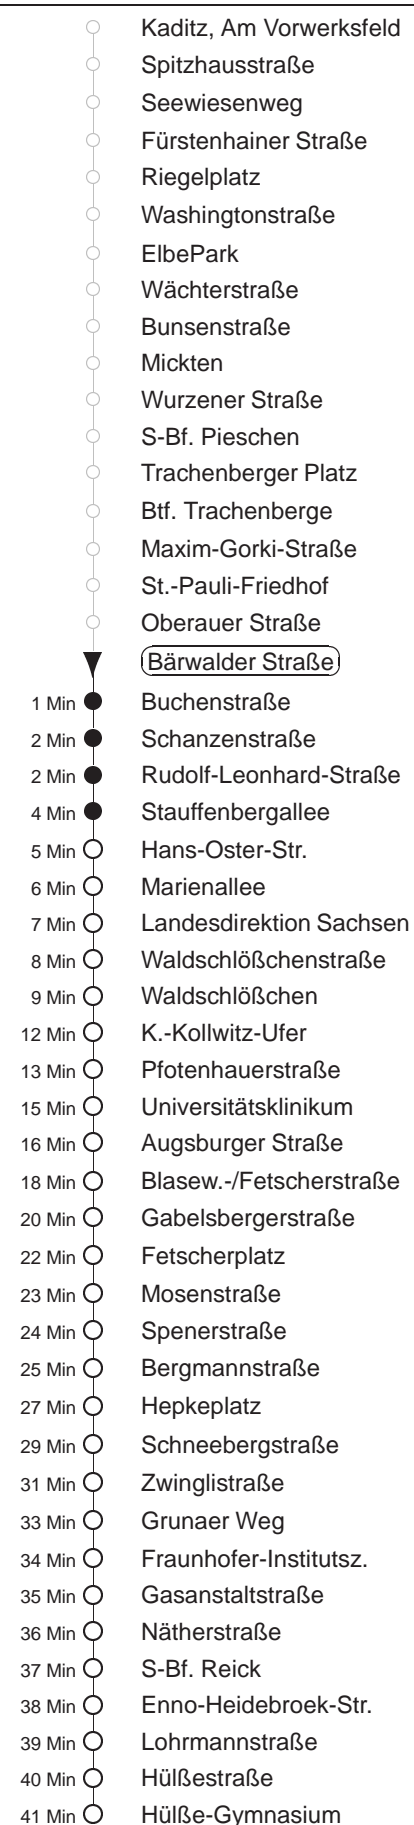 Kaditz, Am Vorwerksfeld
Spitzhausstraße
Seewiesenweg
Fürstenhainer Straße
Riegelplatz
Washingtonstraße
ElbePark
Wächterstraße
Bunsenstraße
Mickten
Wurzener Straße
S-Bf. Pieschen
Trachenberger Platz
Btf. Trachenberge
Maxim-Gorki-Straße
St.-Pauli-Friedhof
Oberauer Straße
Bärwalder Straße
1 Min Buchenstraße
2 Min Schanzenstraße
2 Min Rudolf-Leonhard-Straße
4 Min Stauffenbergallee
5 Min Hans-Oster-Str.
6 Min Marienallee
7 Min Landesdirektion Sachsen
8 Min Waldschlößchenstraße
9 Min Waldschlößchen
12 Min K.-Kollwitz-Ufer
13 Min Pfotenhauerstraße
15 Min Universitätsklinikum
16 Min Augsburger Straße
18 Min Blasew.-/Fetscherstraße
20 Min Gabelsbergerstraße
22 Min Fetscherplatz
23 Min Mosenstraße
24 Min Spenerstraße
25 Min Bergmannstraße
27 Min Hepkeplatz
29 Min Schneebergstraße
31 Min Zwinglistraße
33 Min Grunaer Weg
34 Min Fraunhofer-Institutsz.
35 Min Gasanstaltstraße
36 Min Nätherstraße
37 Min S-Bf. Reick
38 Min Enno-Heidebroek-Str.
39 Min Lohrmannstraße
40 Min Hülßestraße
41 Min Hülße-Gymnasium